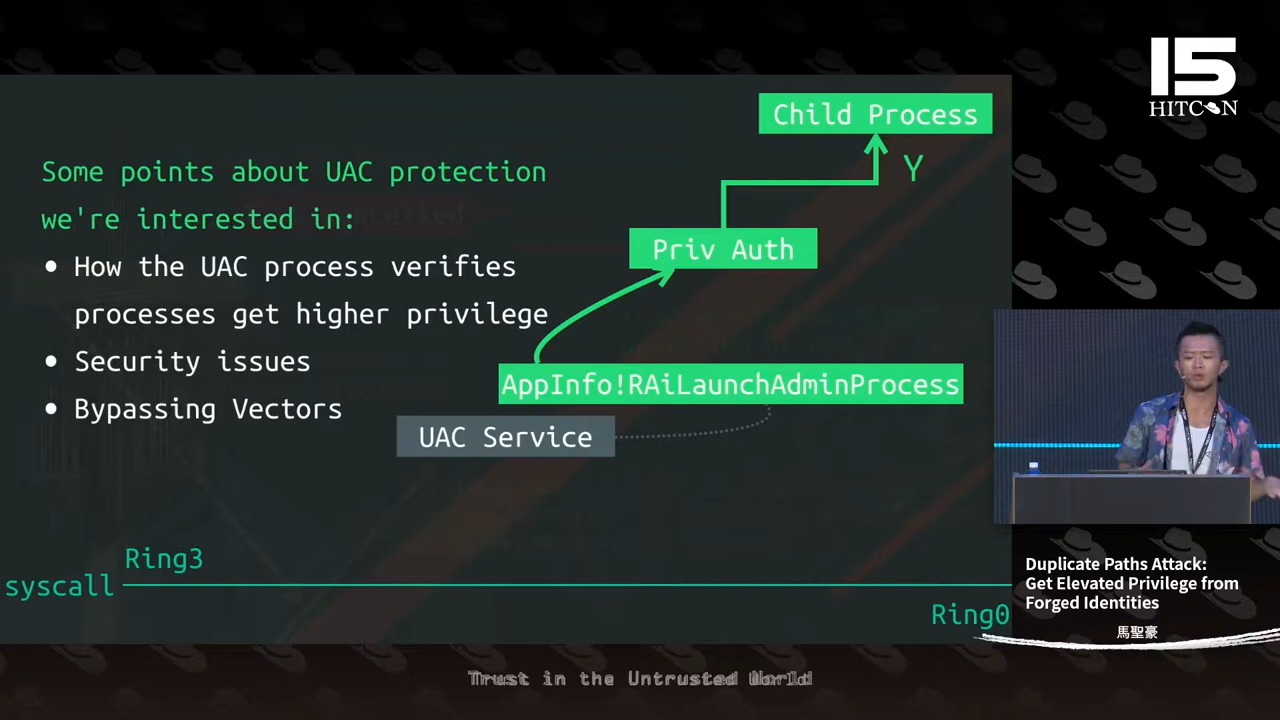 15
HITCON
Child Process
Y
Some points about UAC protection
we're interested in:
• How the UAC process verifies
processes get higher privilege
• Security issues
• Bypassing Vectors
Priv Auth
AppInfo!RAiLaunchAdminProcess
UAC Service
Ring3
syscall
Ring0
Duplicate Paths Attack:
Get Elevated Privilege from
Forged Identities
馬聖豪
Trust in the Untrusted World